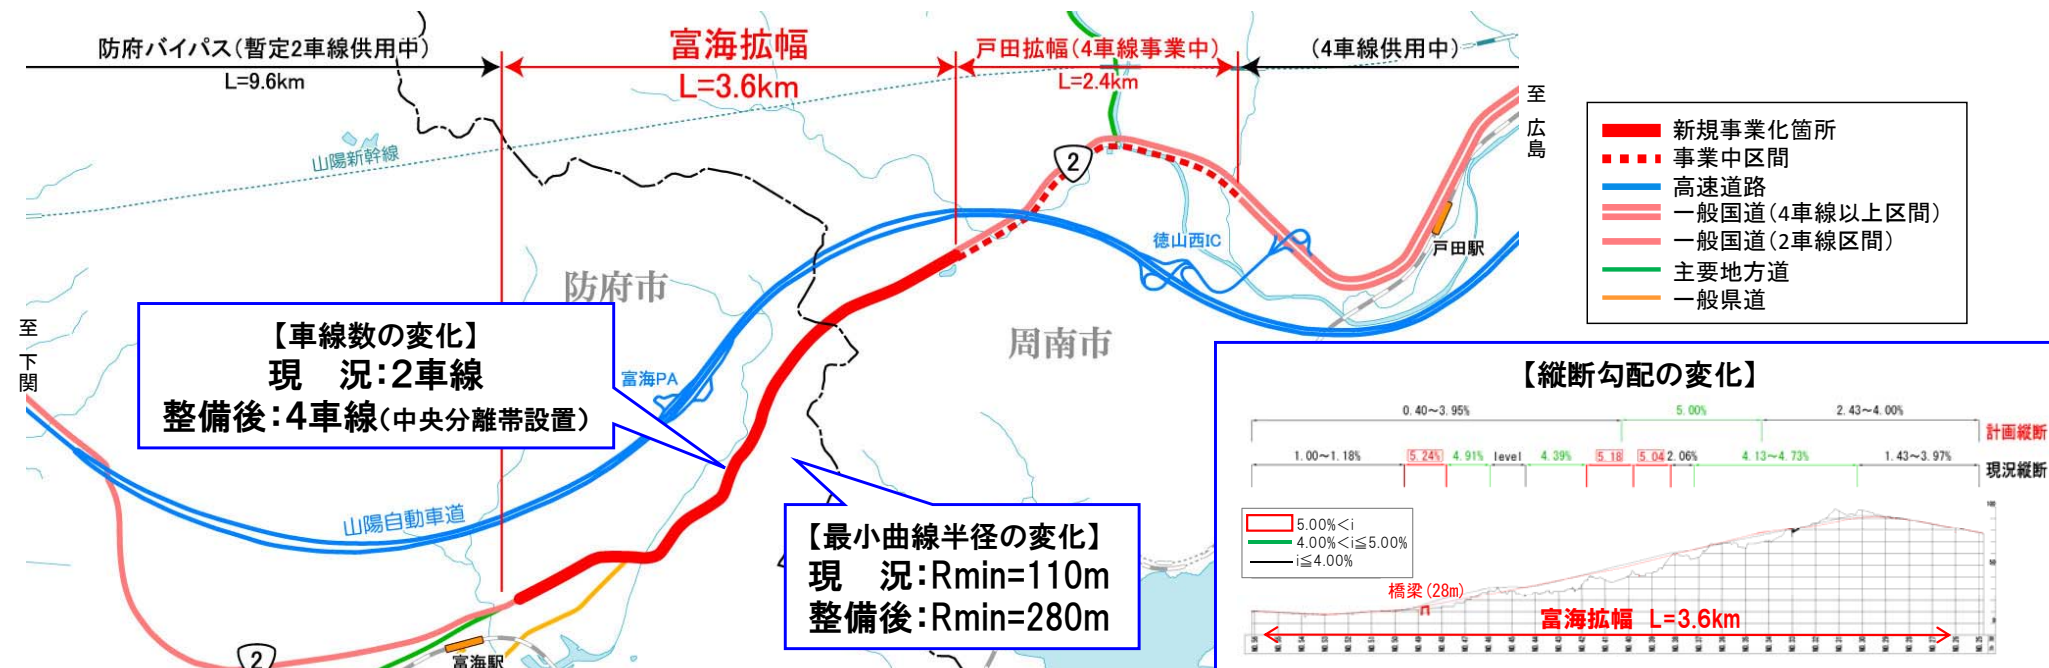 防府バイパス(暫定2車線供用中)
L=9.6km
富海拡幅
L=3.6km
戸田拡幅(4車線事業中)
L=2.4km
(4車線供用中)
至 広島
山陽新幹線
2
新規事業化箇所
事業中区間
高速道路
一般国道(4車線以上区間)
一般国道(2車線区間)
主要地方道
一般県道
徳山西IC
戸田駅
防府市
周南市
至 下関
【車線数の変化】
現 況:2車線
整備後:4車線(中央分離帯設置)
富海PA
山陽自動車道
【最小曲線半径の変化】
現 況:Rmin=110m
整備後:Rmin=280m
2
富海駅
【縦断勾配の変化】
0.40~3.95% 5.00% 2.43~4.00%
計画縦断
1.00~1.18% 5.24% 4.91% level 4.39% 5.18 5.04 2.06% 4.13~4.73% 1.43~3.97%
現況縦断
5.00%<i
4.00%<i≦5.00%
i≦4.00%
橋梁(28m)
富海拡幅 L=3.6km
100
50